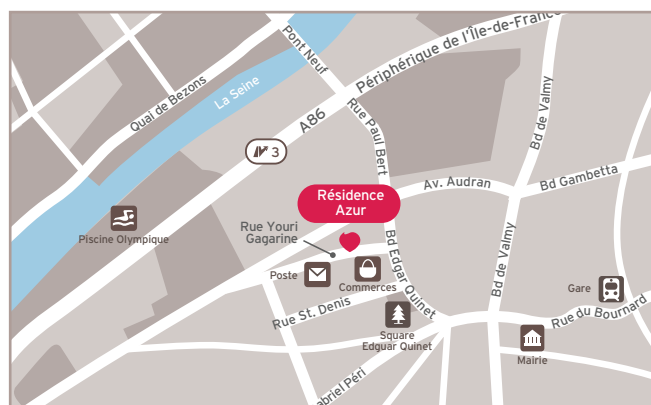 Pont Neuf
Périphérique de l'Île-de-France
Quai de Bezons
La Seine
A86
Rue Paul Bert
Bd de Valmy
3
Résidence
Azur
Av. Audran
Bd Gambetta
Piscine Olympique
Rue Youri
Gagarine
Bd Edgar Quinet
Bd de Valmy
Poste
Commerces
Gare
Rue St. Denis
Rue du Bournard
Square
Edguar Quinet
Mairie
abriel Péri